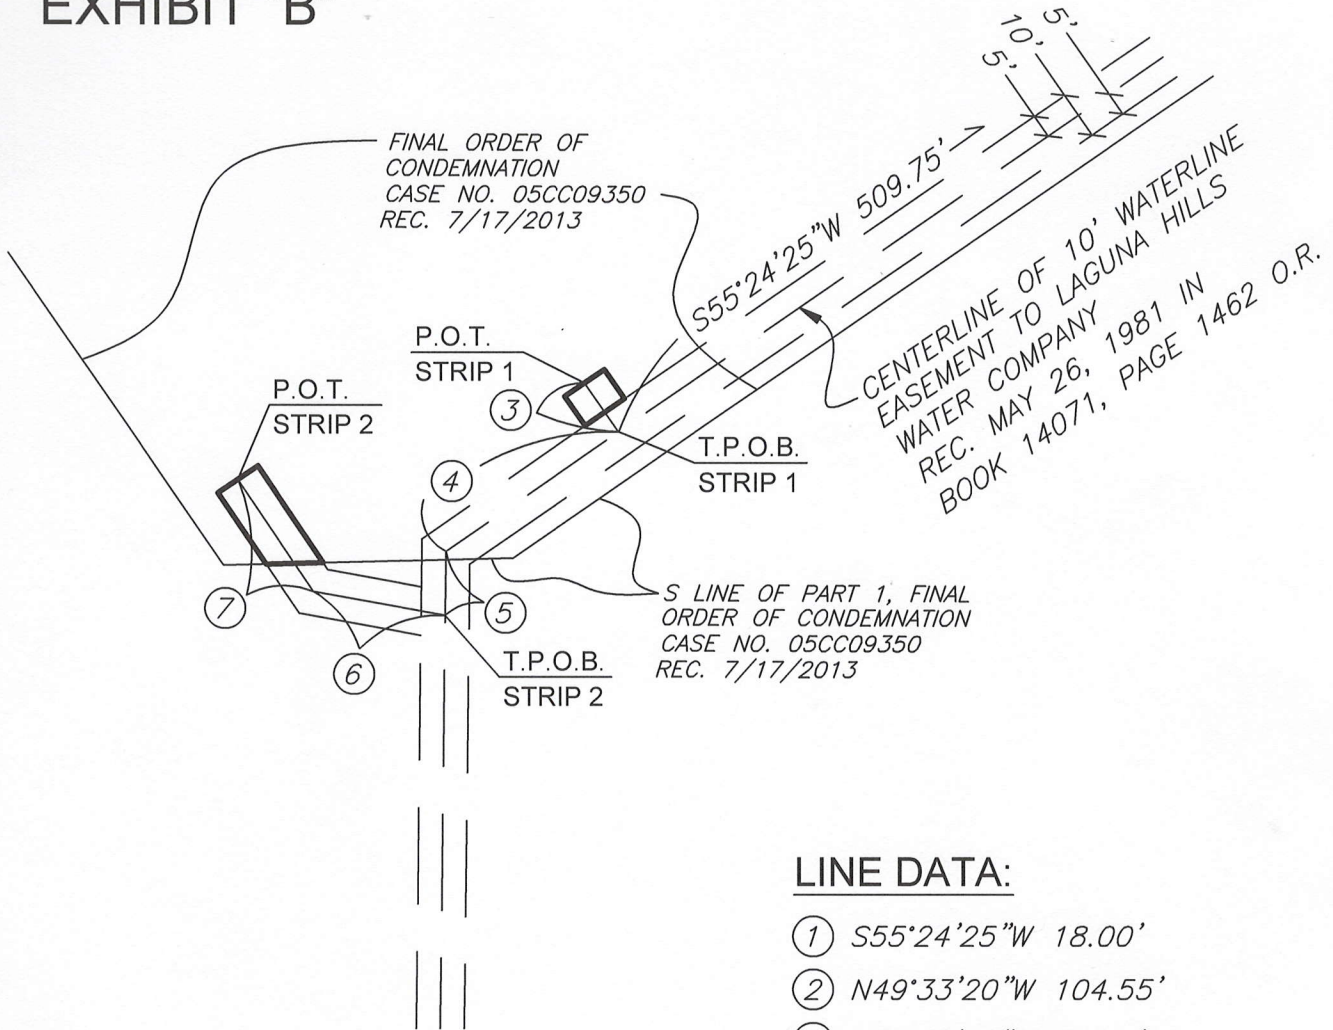 EXHIBIT "B"
5'
10'
5'
FINAL ORDER OF
CONDEMNATION
CASE NO. 05CC09350
REC. 7/17/2013
S55°24'25"W 509.75'
CENTERLINE OF 10' WATERLINE
EASEMENT TO LAGUNA HILLS
WATER COMPANY
REC. MAY 26, 1981 IN
BOOK 14071, PAGE 1462 O.R.
P.O.T.
STRIP 1
3
P.O.T.
STRIP 2
T.P.O.B.
STRIP 1
4
7
5
S LINE OF PART 1, FINAL
ORDER OF CONDEMNATION
CASE NO. 05CC09350
REC. 7/17/2013
6
T.P.O.B.
STRIP 2
LINE DATA:
1 S55°24'25"W 18.00'
2 N49°33'20"W 104.55'